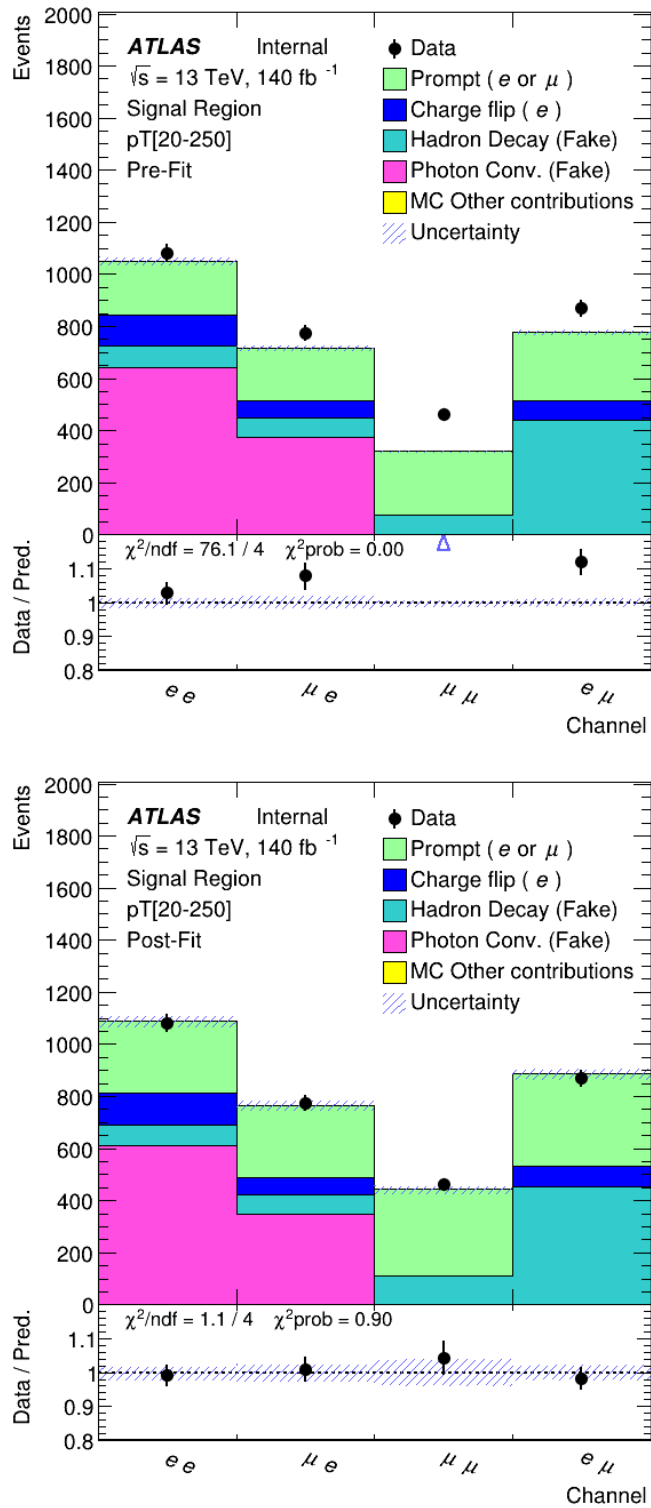 Events
2000
1800
1600
1400
1200
1000
800
600
400
200
0
ATLAS Internal
√s = 13 TeV, 140 fb⁻¹
Signal Region
pT[20-250]
Pre-Fit
Data
Prompt ( e or μ )
Charge flip ( e )
Hadron Decay (Fake)
Photon Conv. (Fake)
MC Other contributions
Uncertainty
χ²/ndf = 76.1 / 4 χ²prob = 0.00
Data / Pred.
1.1
1
0.9
0.8
e e
μ e
μ μ
e μ
Channel
Events
2000
1800
1600
1400
1200
1000
800
600
400
200
0
ATLAS Internal
√s = 13 TeV, 140 fb⁻¹
Signal Region
pT[20-250]
Post-Fit
Data
Prompt ( e or μ )
Charge flip ( e )
Hadron Decay (Fake)
Photon Conv. (Fake)
MC Other contributions
Uncertainty
χ²/ndf = 1.1 / 4 χ²prob = 0.90
Data / Pred.
1.1
1
0.9
0.8
e e
μ e
μ μ
e μ
Channel